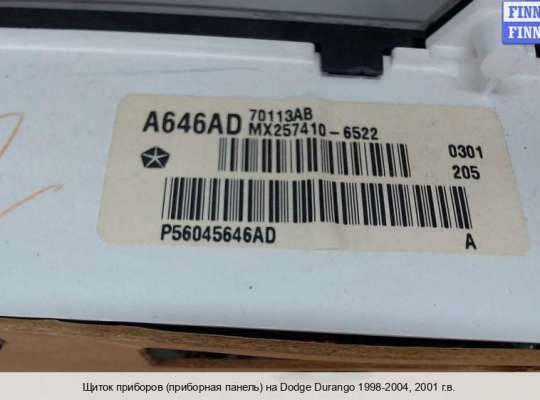 FINN
FINN
A646AD
70113AB
MX257410-6522
0301
205
P56045646AD
A
Щиток приборов (приборная панель) на Dodge Durango 1998-2004, 2001 г.в.